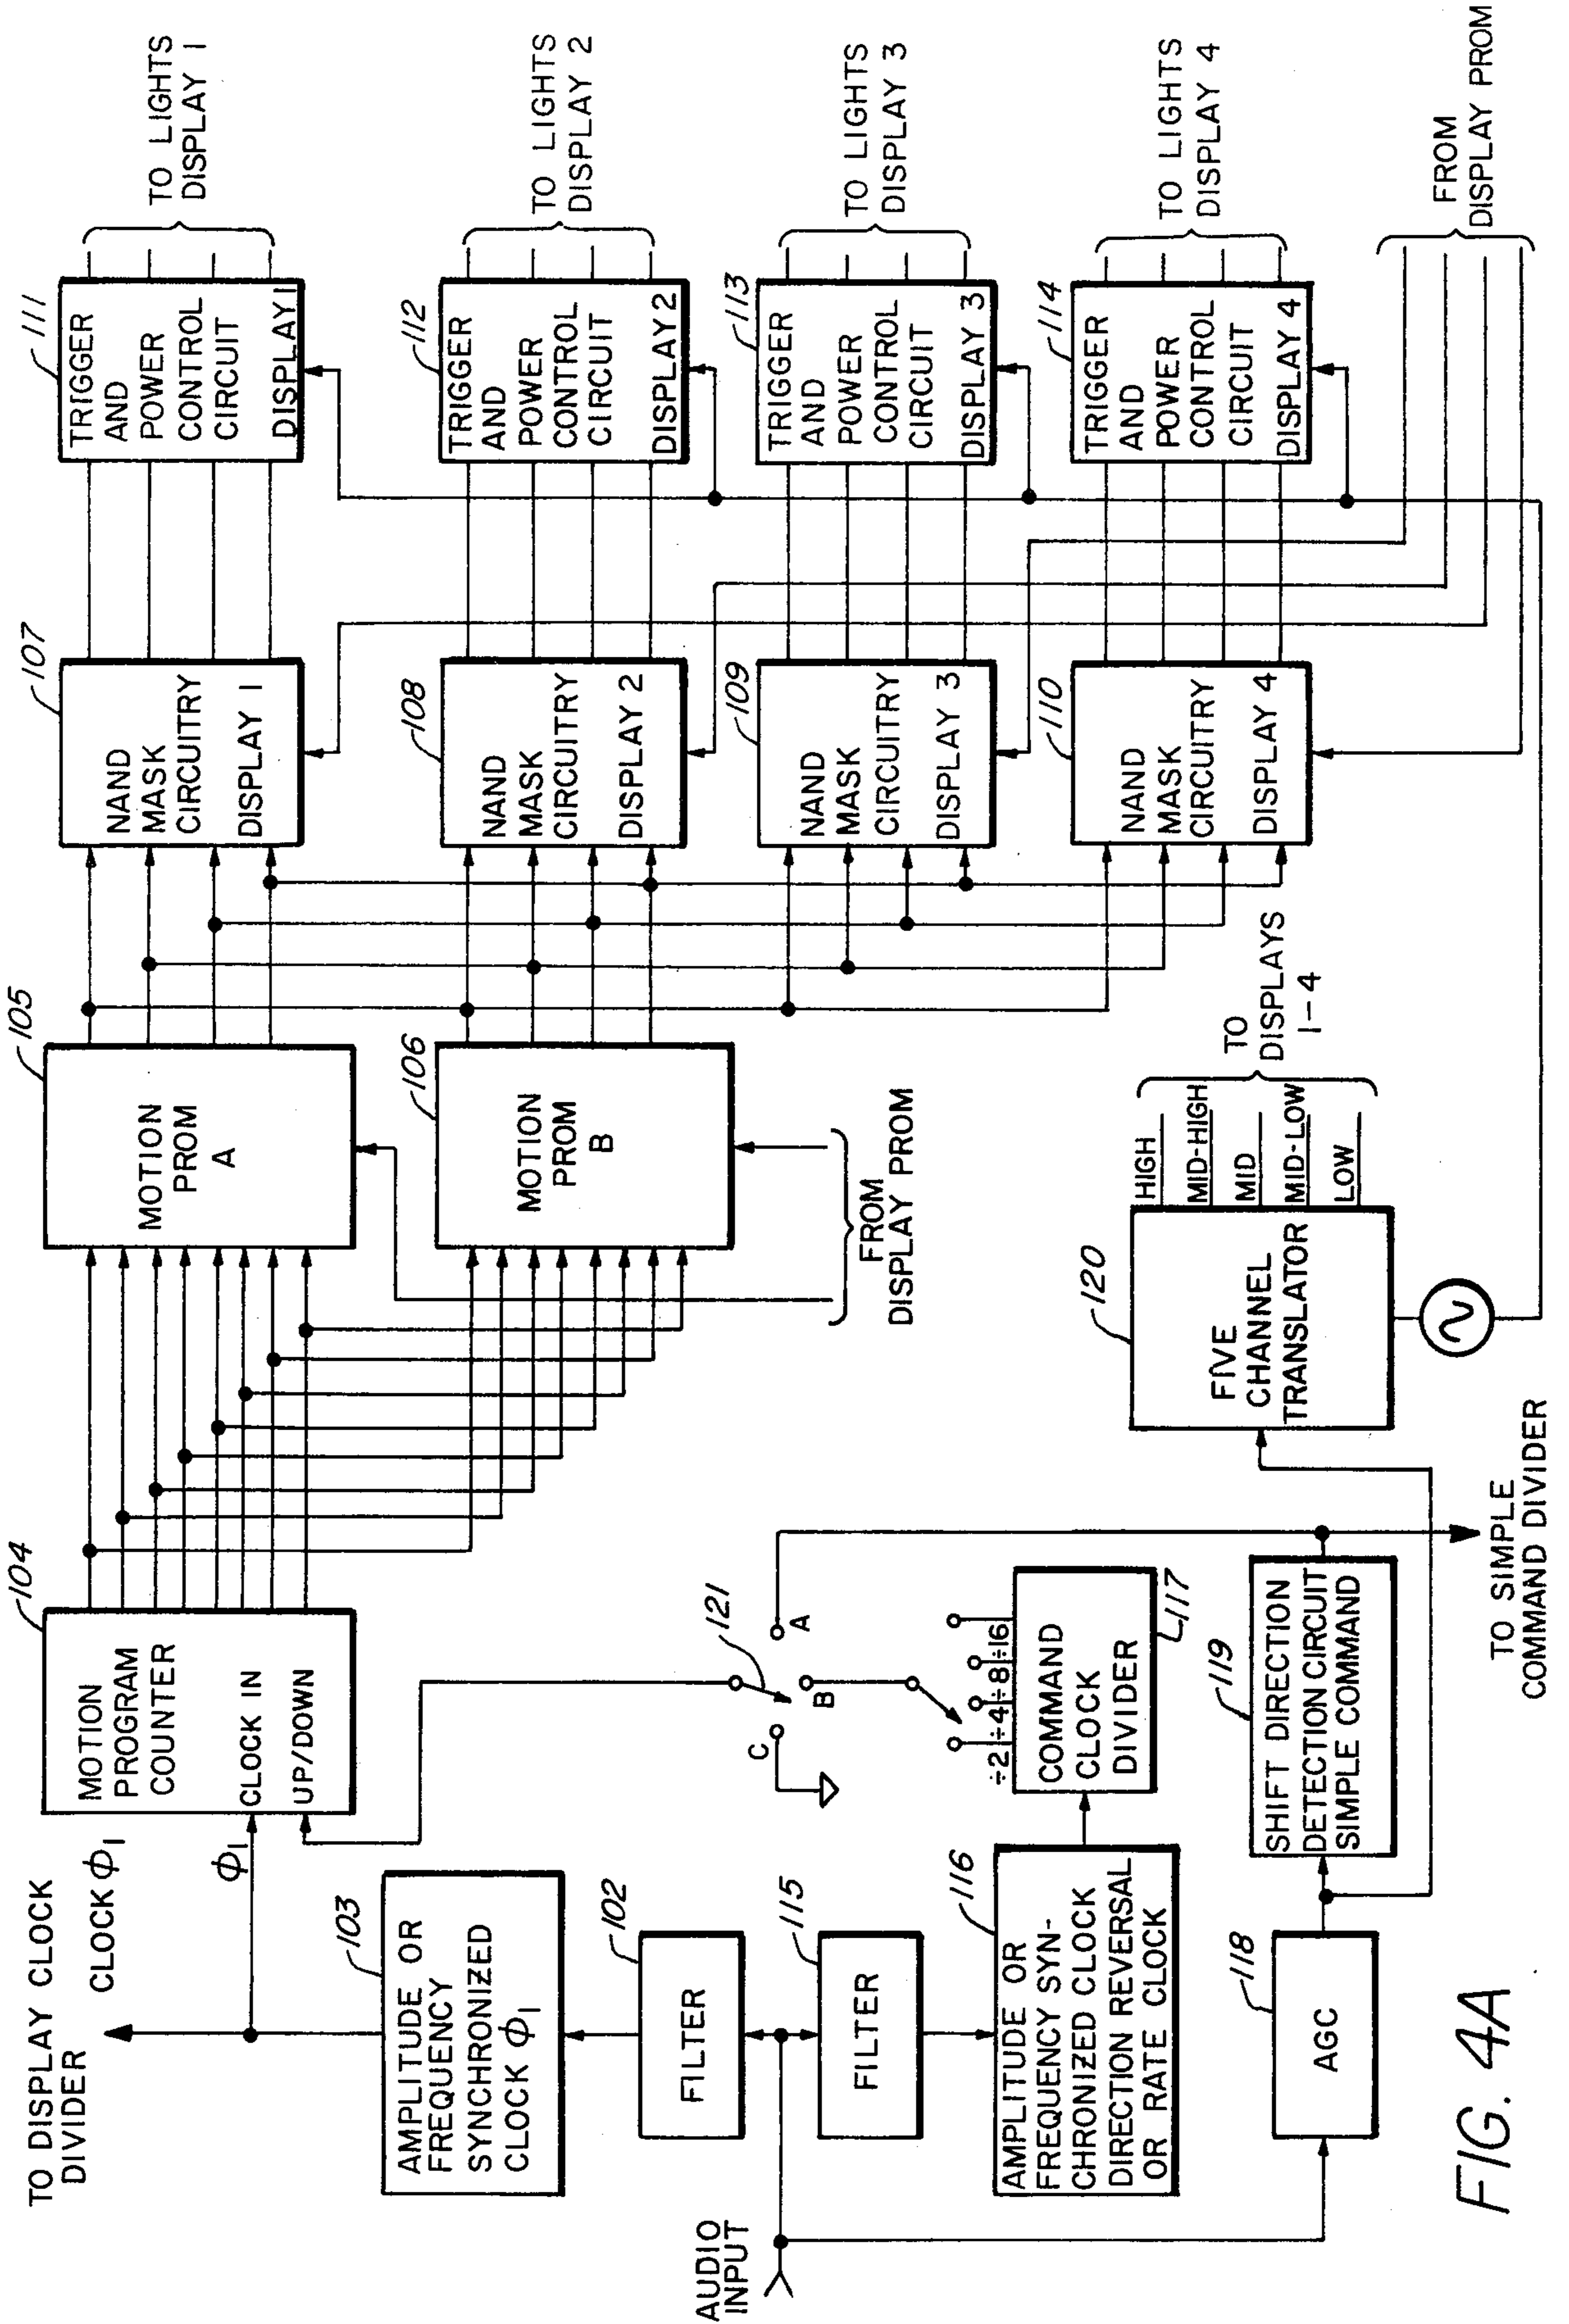 TO DISPLAY CLOCK
DIVIDER
CLOCK ϕ1
ϕ1
103
AMPLITUDE OR
FREQUENCY
SYNCHRONIZED
CLOCK ϕ1
102
FILTER
AUDIO
INPUT
115
FILTER
116
AMPLITUDE OR
FREQUENCY SYN-
CHRONIZED CLOCK
DIRECTION REVERSAL
OR RATE CLOCK
118
AGC
104
MOTION
PROGRAM
COUNTER
CLOCK IN
UP/DOWN
121
A
B
C
÷2
÷4
÷8
÷16
COMMAND
CLOCK
DIVIDER
117
119
SHIFT DIRECTION
DETECTION CIRCUIT
SIMPLE COMMAND
TO SIMPLE
COMMAND DIVIDER
105
MOTION
PROM
A
106
MOTION
PROM
B
FROM
DISPLAY PROM
120
FIVE
CHANNEL
TRANSLATOR
HIGH
MID-HIGH
MID
MID-LOW
LOW
TO
DISPLAYS
1-4
107
NAND
MASK
CIRCUITRY
DISPLAY 1
108
NAND
MASK
CIRCUITRY
DISPLAY 2
109
NAND
MASK
CIRCUITRY
DISPLAY 3
110
NAND
MASK
CIRCUITRY
DISPLAY 4
111
TRIGGER
AND
POWER
CONTROL
CIRCUIT
DISPLAY 1
112
TRIGGER
AND
POWER
CONTROL
CIRCUIT
DISPLAY 2
113
TRIGGER
AND
POWER
CONTROL
CIRCUIT
DISPLAY 3
114
TRIGGER
AND
POWER
CONTROL
CIRCUIT
DISPLAY 4
TO LIGHTS
DISPLAY 1
TO LIGHTS
DISPLAY 2
TO LIGHTS
DISPLAY 3
TO LIGHTS
DISPLAY 4
FROM
DISPLAY PROM
FIG. 4A